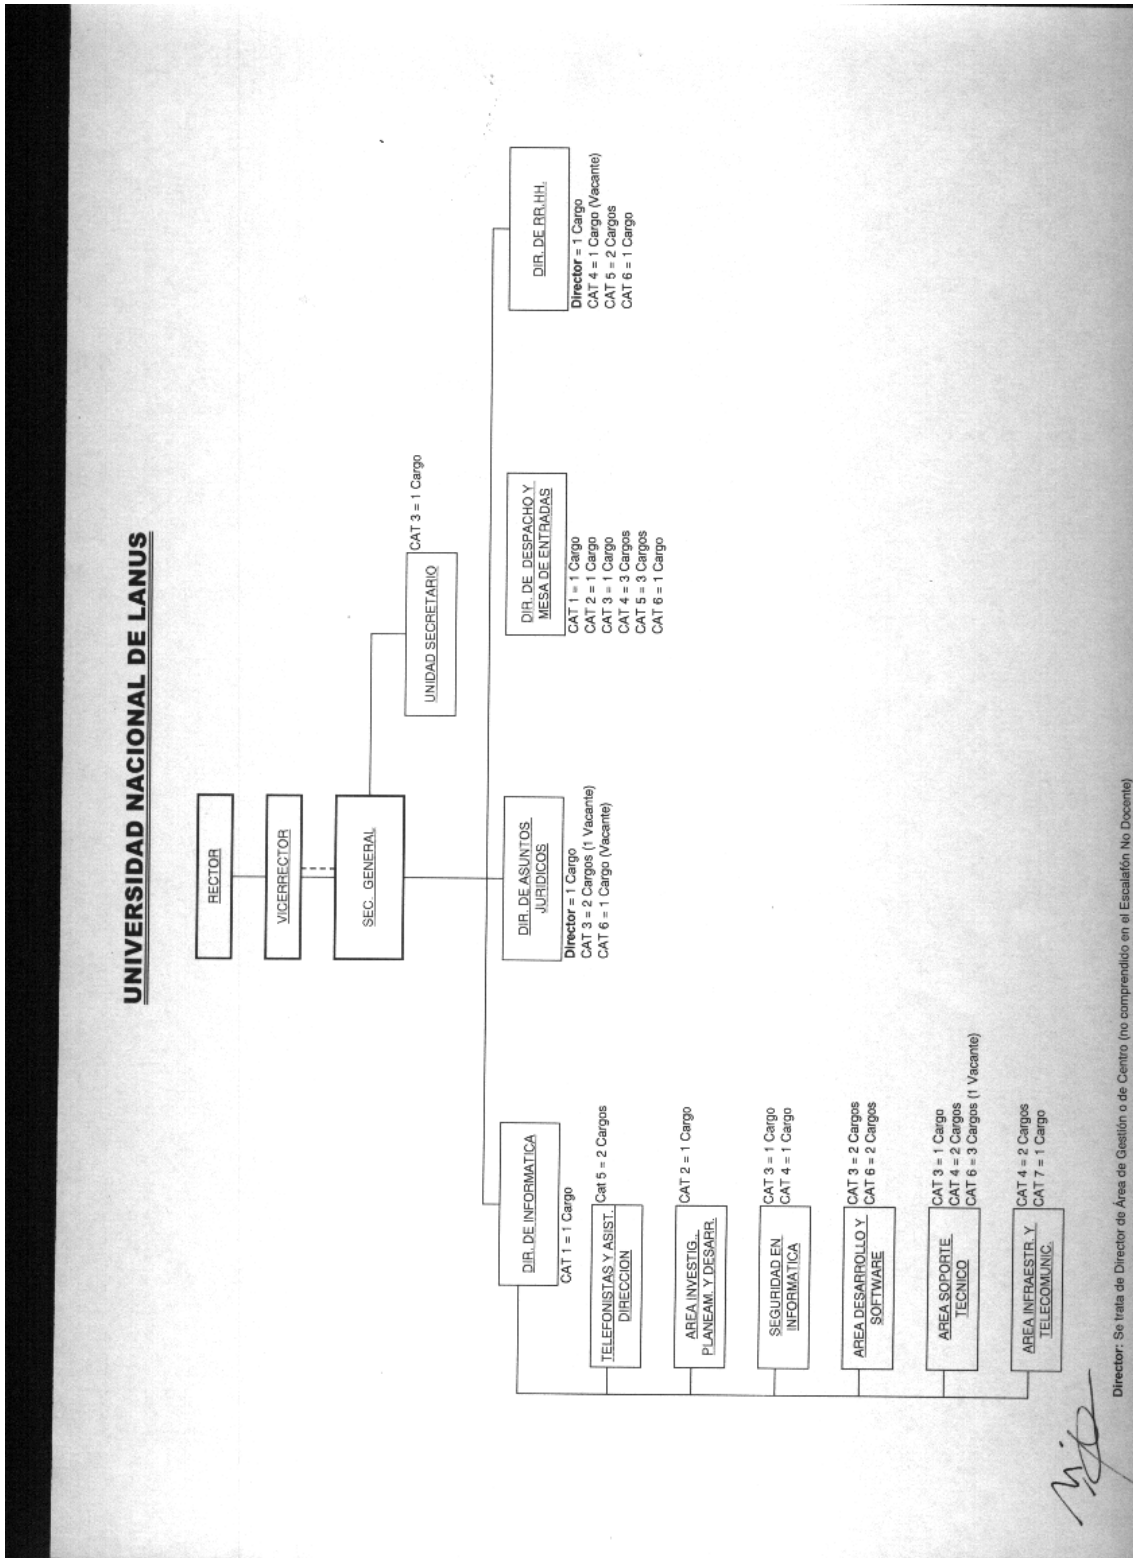 UNIVERSIDAD NACIONAL DE LANUS
RECTOR
VICERRECTOR
SEC. GENERAL
UNIDAD SECRETARIO
CAT 3 = 1 Cargo
DIR. DE INFORMATICA
CAT 1 = 1 Cargo
TELEFONISTAS Y ASIST.
DIRECCION
Cat 5 = 2 Cargos
AREA INVESTIG.,
PLANEAM. Y DESARR.
CAT 2 = 1 Cargo
SEGURIDAD EN
INFORMATICA
CAT 3 = 1 Cargo
CAT 4 = 1 Cargo
AREA DESARROLLO Y
SOFTWARE
CAT 3 = 2 Cargos
CAT 6 = 2 Cargos
AREA SOPORTE
TECNICO
CAT 3 = 1 Cargo
CAT 4 = 2 Cargos
CAT 6 = 3 Cargos (1 Vacante)
AREA INFRAESTR. Y
TELECOMUNIC.
CAT 4 = 2 Cargos
CAT 7 = 1 Cargo
DIR. DE ASUNTOS
JURIDICOS
Director = 1 Cargo
CAT 3 = 2 Cargos (1 Vacante)
CAT 6 = 1 Cargo (Vacante)
DIR. DE DESPACHO Y
MESA DE ENTRADAS
CAT 1 = 1 Cargo
CAT 2 = 1 Cargo
CAT 3 = 1 Cargo
CAT 4 = 3 Cargos
CAT 5 = 3 Cargos
CAT 6 = 1 Cargo
DIR. DE RR.HH.
Director = 1 Cargo
CAT 4 = 1 Cargo (Vacante)
CAT 5 = 2 Cargos
CAT 6 = 1 Cargo
Director: Se trata de Director de Área de Gestión o de Centro (no comprendido en el Escalafón No Docente)